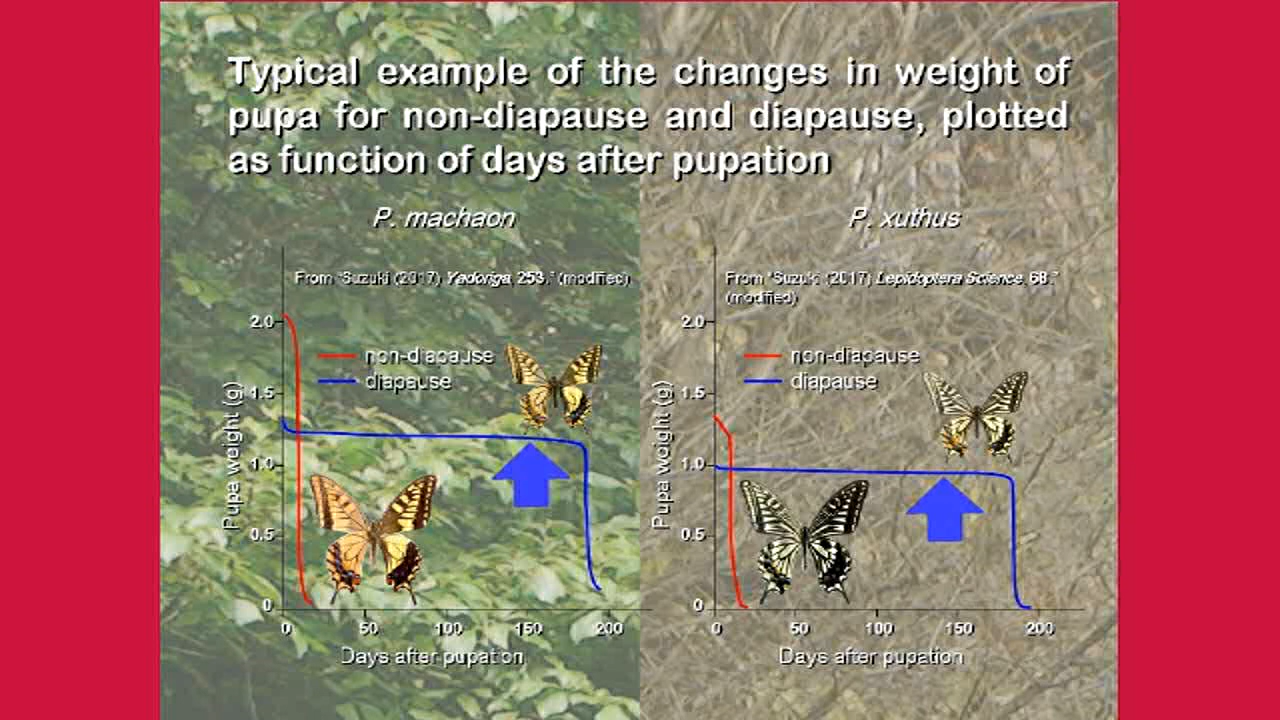 Typical example of the changes in weight of
pupa for non-diapause and diapause, plotted
as function of days after pupation
P. machaon
From "Suzuki (2017) Yadoriga, 253." (modified)
2.0
non-diapause
diapause
1.5
Pupa weight (g)
1.0
0.5
0
0 50 100 150 200
Days after pupation
P. xuthus
From "Suzuki (2017) Lepidoptera Science, 68."
(modified)
2.0
non-diapause
diapause
1.5
Pupa weight (g)
1.0
0.5
0
0 50 100 150 200
Days after pupation